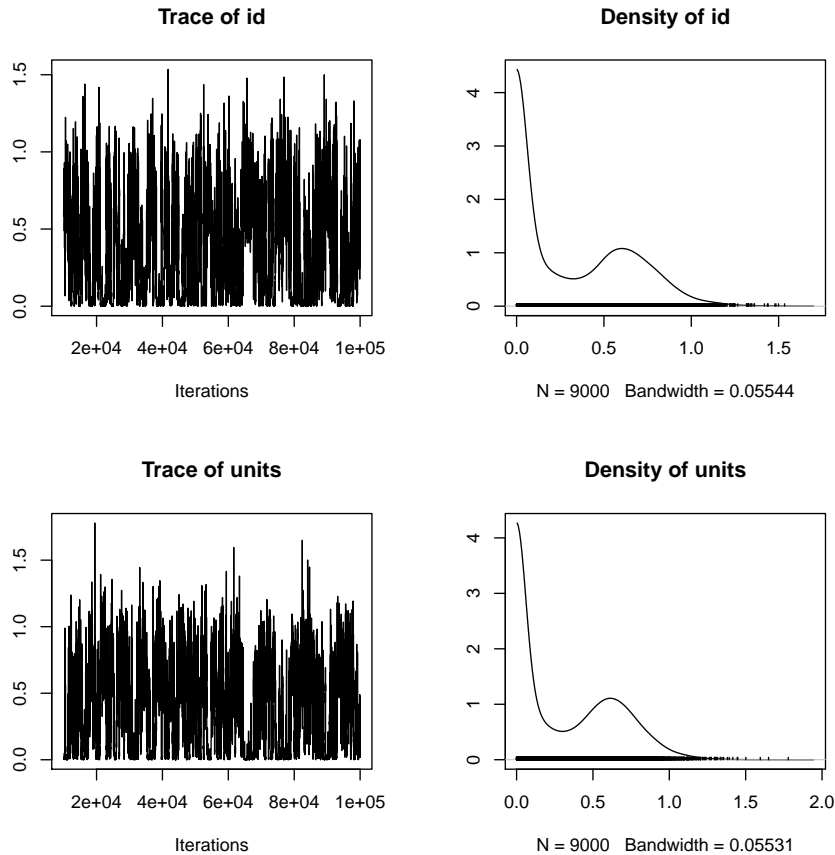 Trace of id
0.0 0.5 1.0 1.5
2e+04 4e+04 6e+04 8e+04 1e+05
Iterations
Density of id
0 1 2 3 4
0.0 0.5 1.0 1.5
N = 9000 Bandwidth = 0.05544
Trace of units
0.0 0.5 1.0 1.5
2e+04 4e+04 6e+04 8e+04 1e+05
Iterations
Density of units
0 1 2 3 4
0.0 0.5 1.0 1.5 2.0
N = 9000 Bandwidth = 0.05531